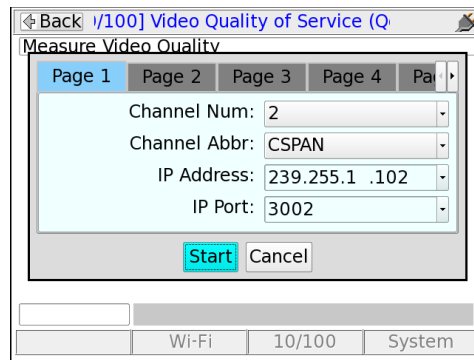 Back )/100] Video Quality of Service (Q
Measure Video Quality
Page 1 Page 2 Page 3 Page 4 Pa
Channel Num: 2
Channel Abbr: CSPAN
IP Address: 239.255.1 .102
IP Port: 3002
Start Cancel
Wi-Fi 10/100 System